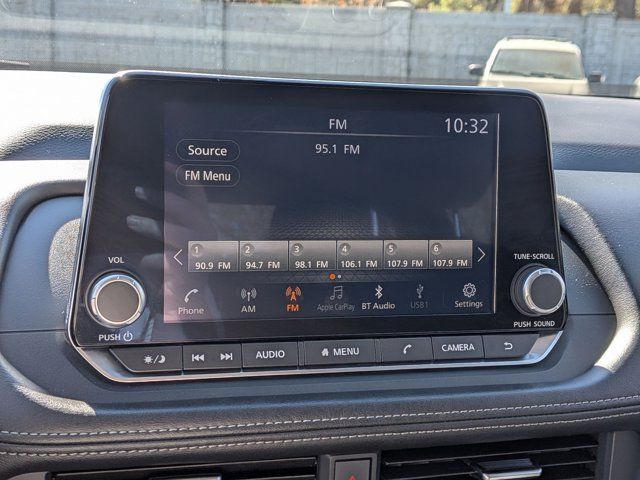 FM
10:32
Source
95.1 FM
FM Menu
1 2 3 4 5 6
90.9 FM 94.7 FM 98.1 FM 106.1 FM 107.9 FM 107.9 FM
VOL
TUNE·SCROLL
Phone AM FM Apple CarPlay BT Audio USB1 Settings
PUSH
PUSH SOUND
AUDIO MENU CAMERA